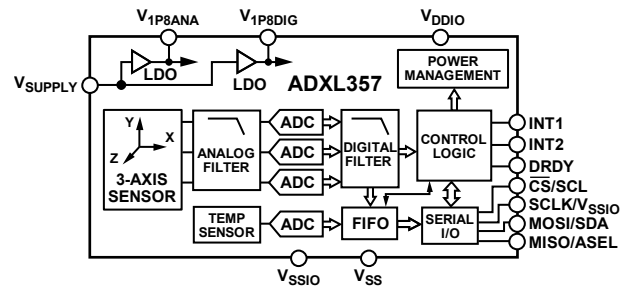 V1P8ANA
V1P8DIG
VDDIO
VSUPPLY
LDO
LDO
ADXL357
POWER
MANAGEMENT
Y
X
Z
3-AXIS
SENSOR
ANALOG
FILTER
ADC
ADC
ADC
DIGITAL
FILTER
CONTROL
LOGIC
INT1
INT2
DRDY
CS/SCL
SCLK/VSSIO
MOSI/SDA
MISO/ASEL
TEMP
SENSOR
ADC
FIFO
SERIAL
I/O
VSSIO
VSS